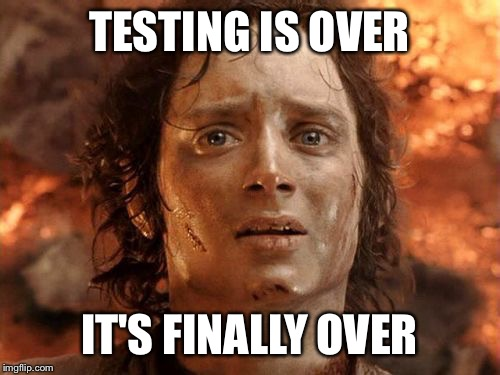 TESTING IS OVER
IT'S FINALLY OVER
imgflip.com